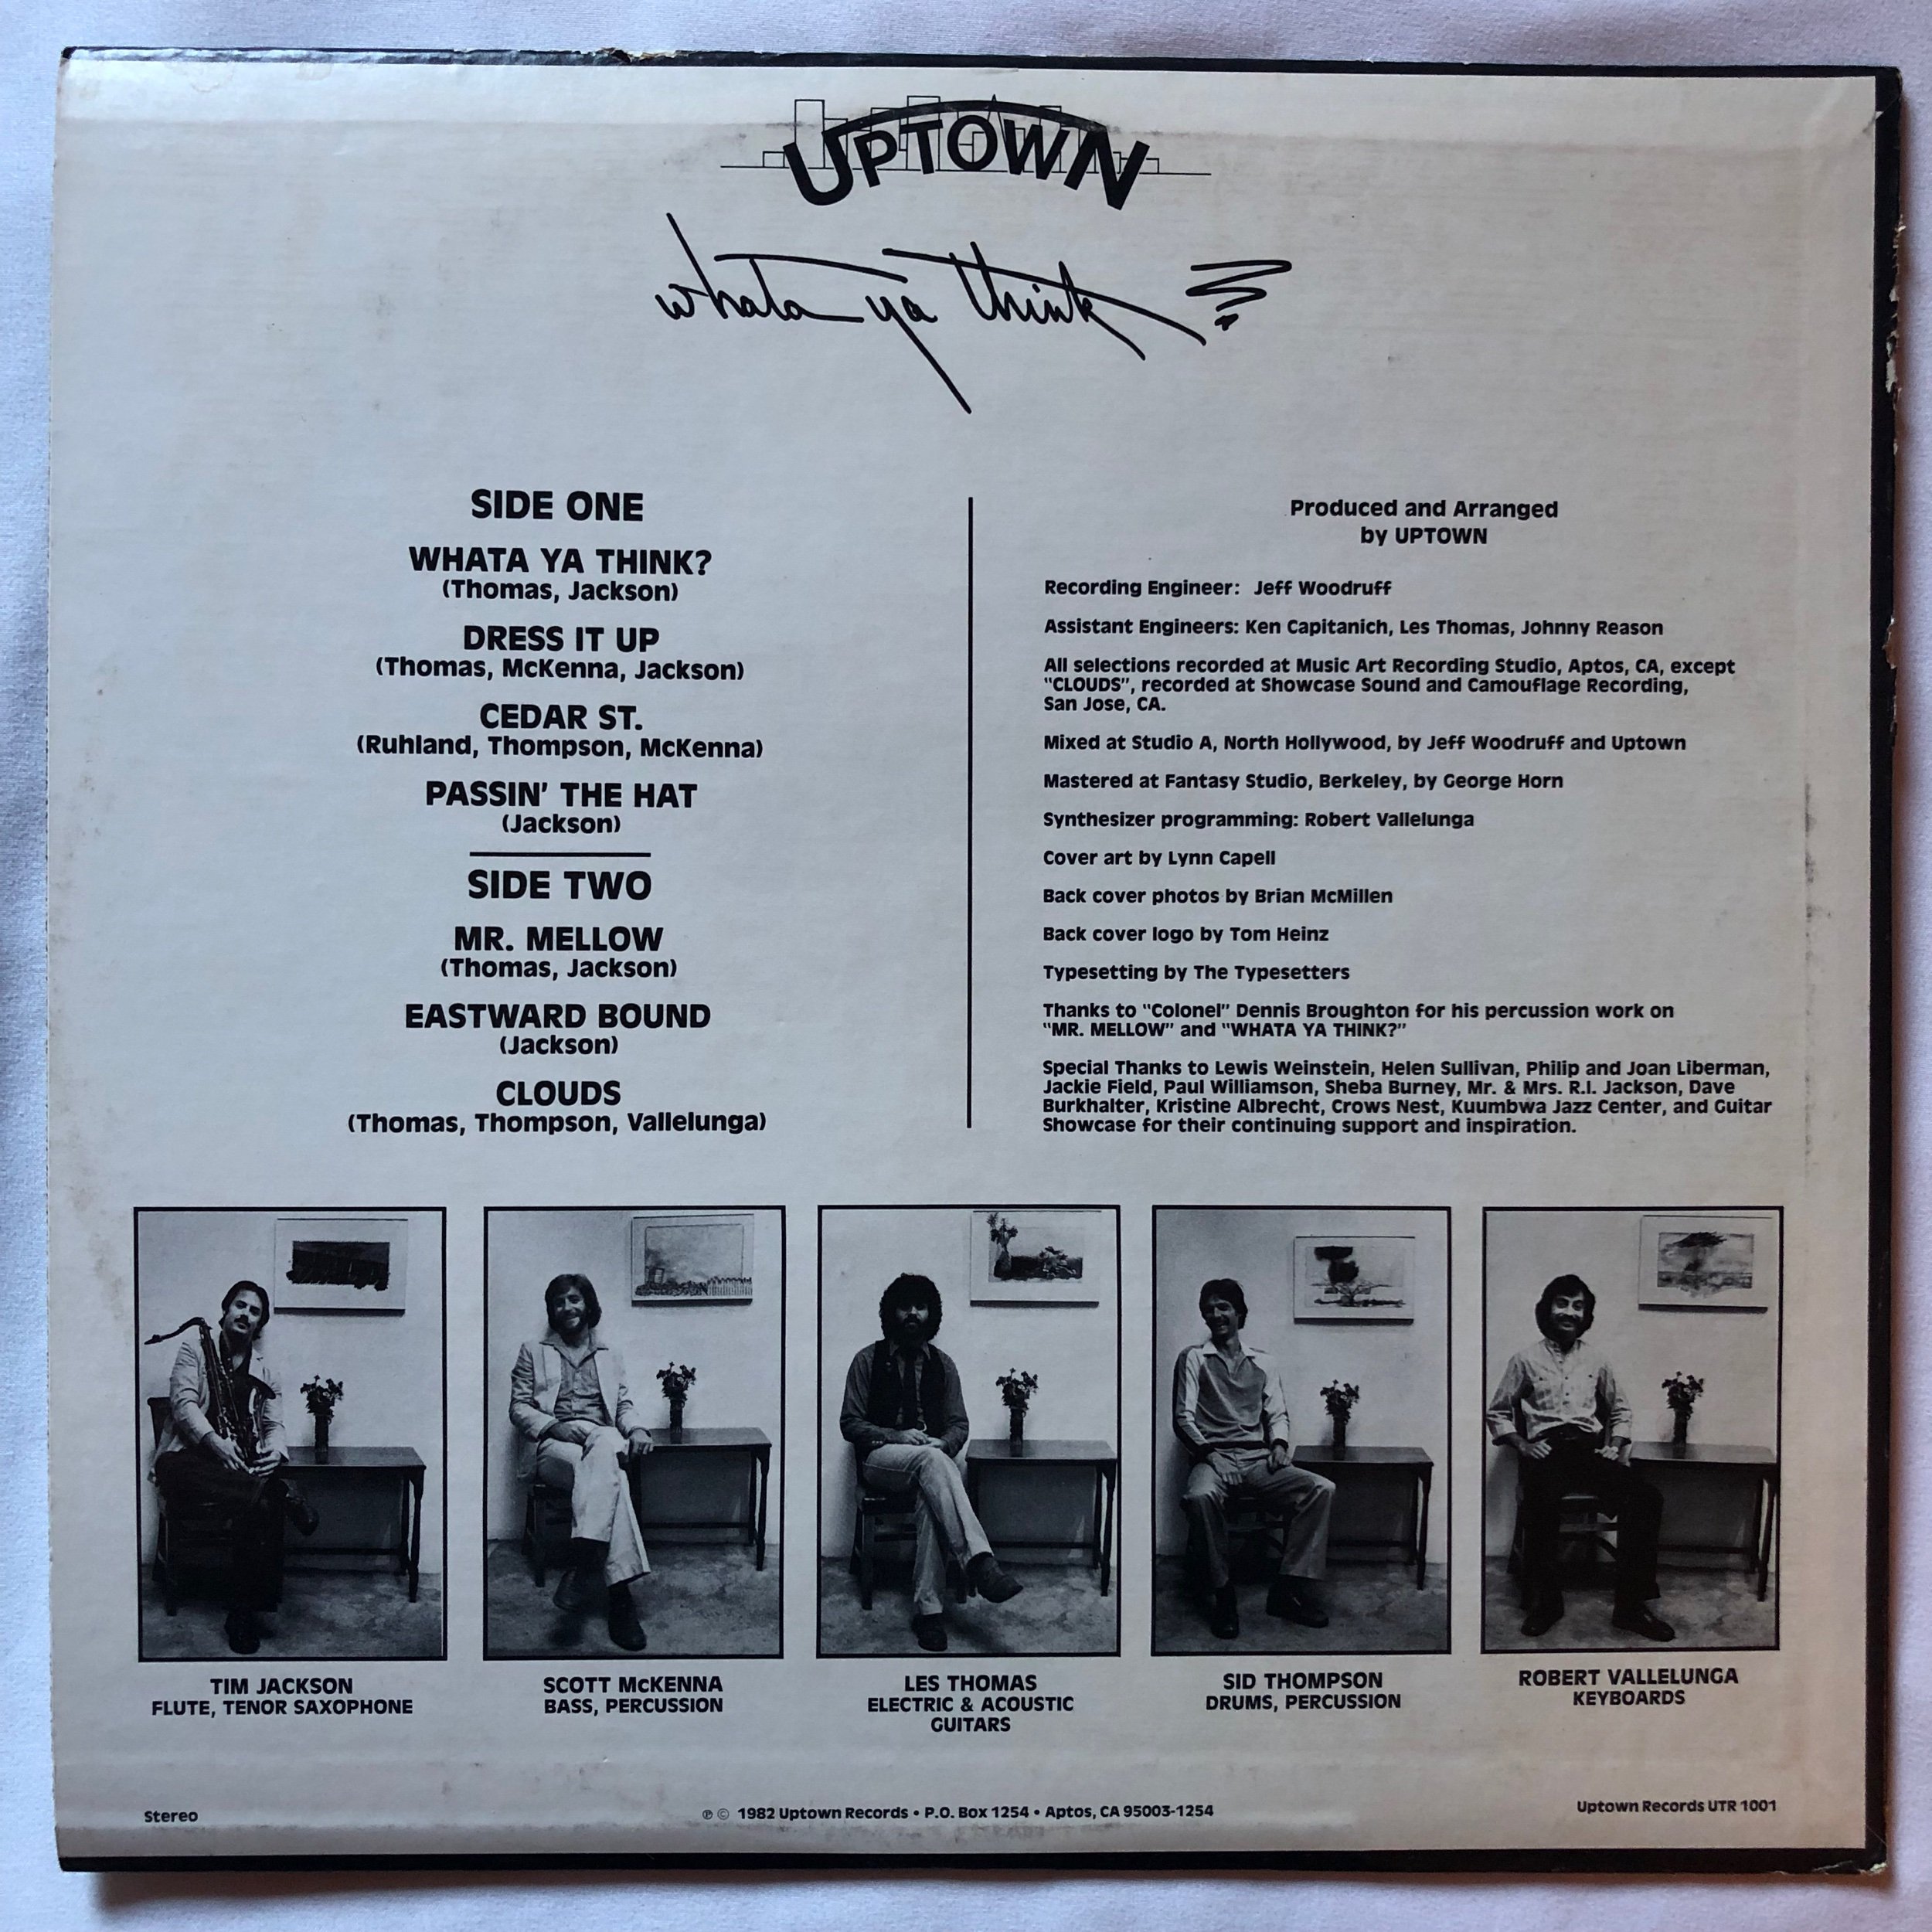 UPTOWN
whata ya think?
SIDE ONE
WHATA YA THINK?
(Thomas, Jackson)
DRESS IT UP
(Thomas, McKenna, Jackson)
CEDAR ST.
(Ruhland, Thompson, McKenna)
PASSIN' THE HAT
(Jackson)
SIDE TWO
MR. MELLOW
(Thomas, Jackson)
EASTWARD BOUND
(Jackson)
CLOUDS
(Thomas, Thompson, Vallelunga)
Produced and Arranged
by UPTOWN
Recording Engineer: Jeff Woodruff
Assistant Engineers: Ken Capitanich, Les Thomas, Johnny Reason
All selections recorded at Music Art Recording Studio, Aptos, CA, except
"CLOUDS", recorded at Showcase Sound and Camouflage Recording,
San Jose, CA.
Mixed at Studio A, North Hollywood, by Jeff Woodruff and Uptown
Mastered at Fantasy Studio, Berkeley, by George Horn
Synthesizer programming: Robert Vallelunga
Cover art by Lynn Capell
Back cover photos by Brian McMillen
Back cover logo by Tom Heinz
Typesetting by The Typesetters
Thanks to "Colonel" Dennis Broughton for his percussion work on
"MR. MELLOW" and "WHATA YA THINK?"
Special Thanks to Lewis Weinstein, Helen Sullivan, Philip and Joan Liberman,
Jackie Field, Paul Williamson, Sheba Burney, Mr. & Mrs. R.I. Jackson, Dave
Burkhalter, Kristine Albrecht, Crows Nest, Kuumbwa Jazz Center, and Guitar
Showcase for their continuing support and inspiration.
TIM JACKSON
FLUTE, TENOR SAXOPHONE
SCOTT McKENNA
BASS, PERCUSSION
LES THOMAS
ELECTRIC & ACOUSTIC
GUITARS
SID THOMPSON
DRUMS, PERCUSSION
ROBERT VALLELUNGA
KEYBOARDS
Stereo
℗ © 1982 Uptown Records • P.O. Box 1254 • Aptos, CA 95003-1254
Uptown Records UTR 1001